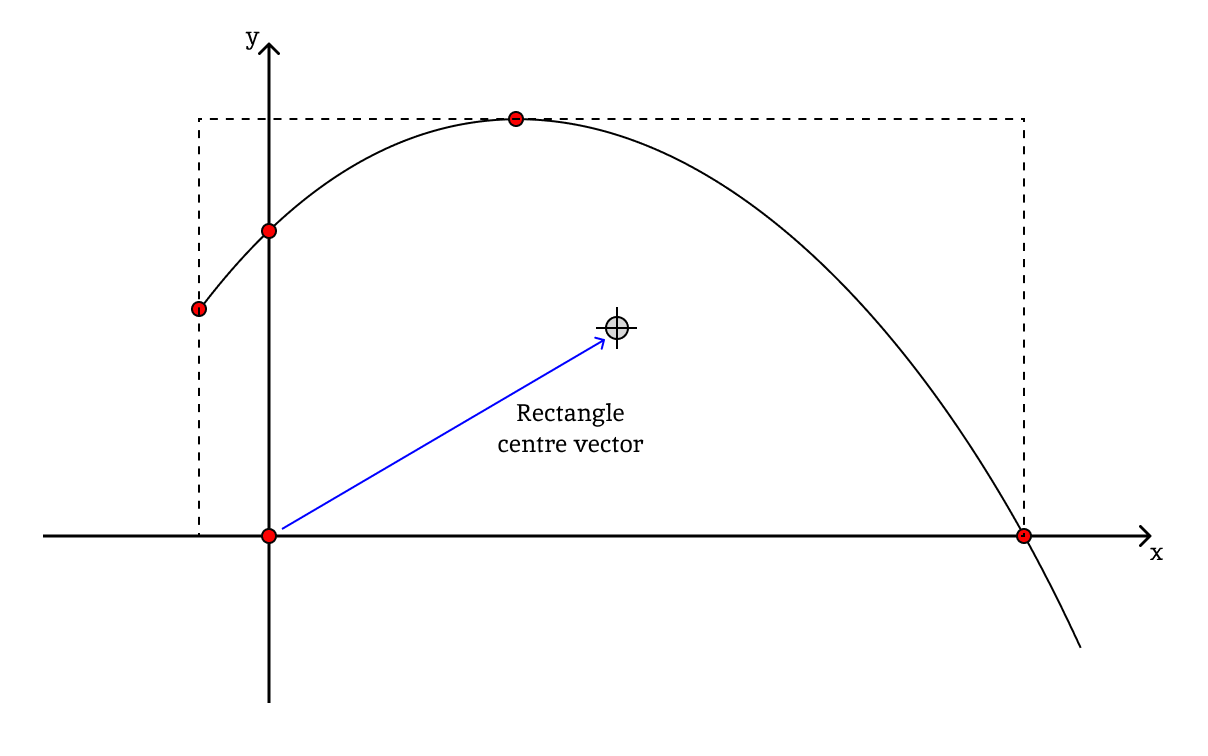 y
Rectangle
centre vector
x